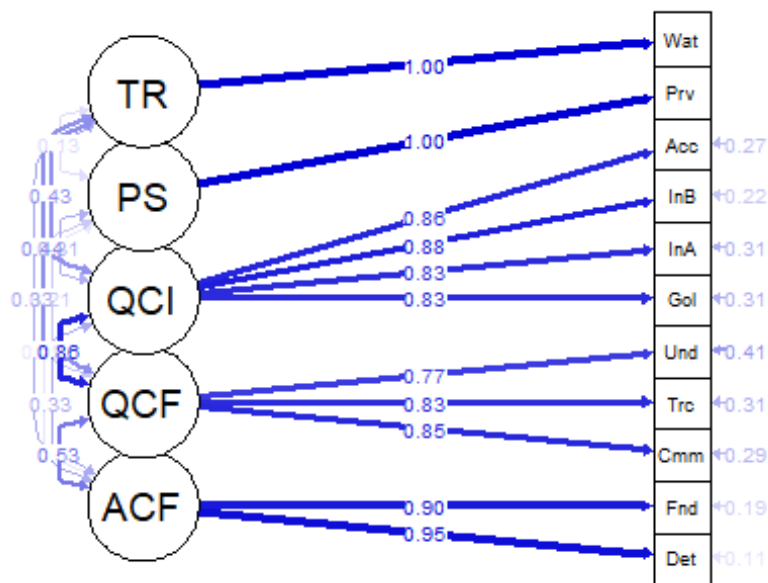 Wat
1.00
TR
Prv
0.13
1.00
Acc
0.27
0.43
PS
InB
0.22
0.86
0.88
InA
0.31
0.83
QCI
0.83
Gol
0.31
0.86
Und
0.41
0.77
QCF
0.83
Trc
0.31
0.33
0.85
Cmm
0.29
0.53
ACF
0.90
Fnd
0.19
0.95
Det
0.11